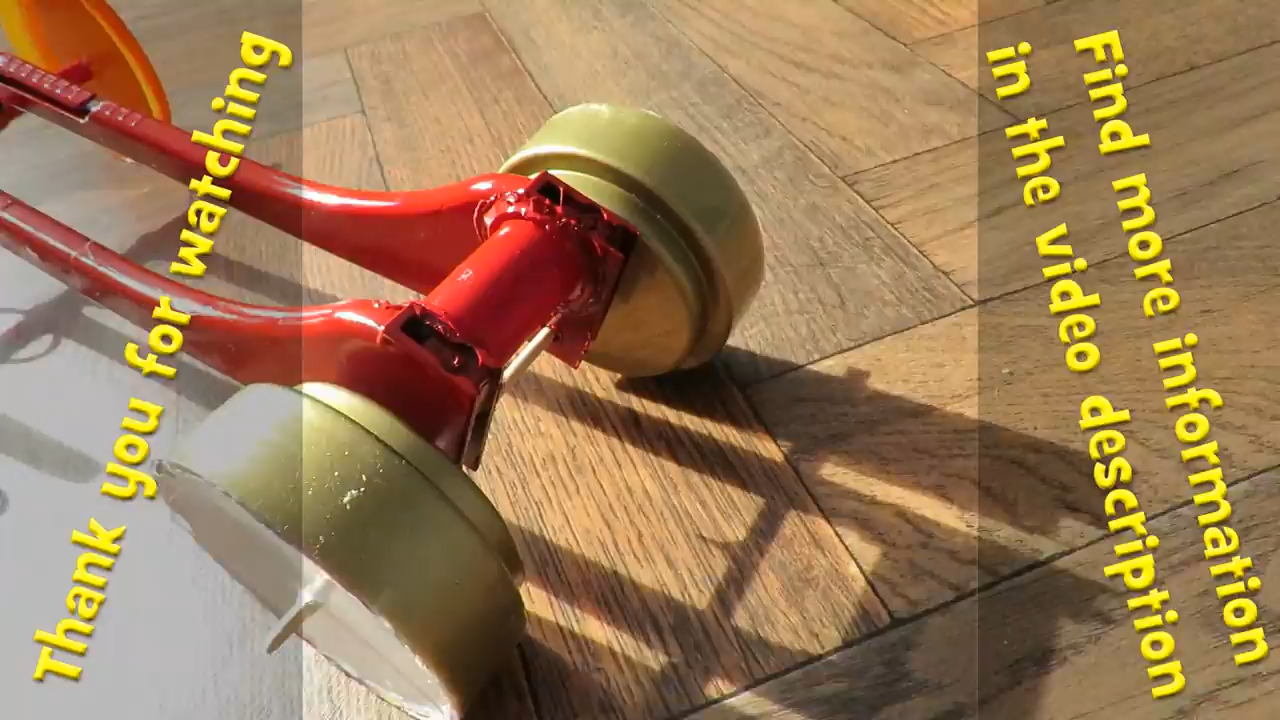 Thank you for watching
Find more information
in the video description